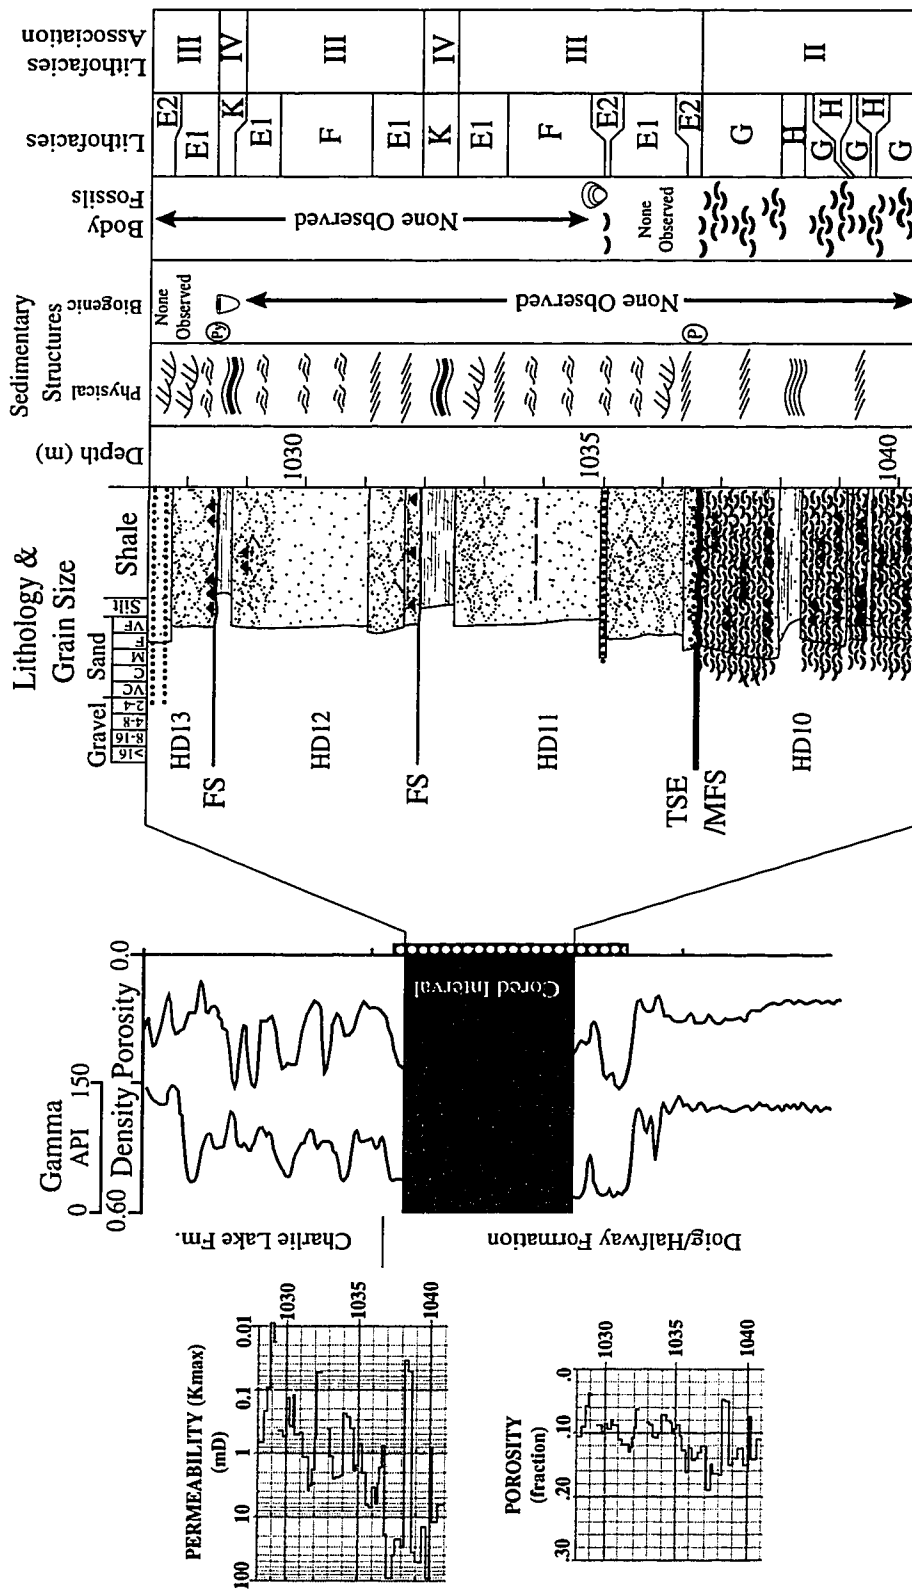 Lithology &
Grain Size
Gravel
Sand
>16
8-16
4-8
2-4
VC
C
M
F
VF
Silt
Shale
Depth (m)
Sedimentary
Structures
Physical
Biogenic
Body
Fossils
Lithofacies
Lithofacies
Association
HD13
FS
HD12
FS
HD11
TSE
/MFS
HD10
1030
1035
1040
None
Observed
Py
None Observed
P
None Observed
None
Observed
E2
E1
K
E1
F
E1
K
E1
F
E2
E1
E2
G
H
G
H
G
H
G
III
IV
III
IV
III
II
Gamma
API
0
150
0.60
Density Porosity
0.0
Cored Interval
Charlie Lake Fm.
Doig/Halfway Formation
PERMEABILITY (Kmax)
(mD)
100
10
1
0.1
0.01
1030
1035
1040
POROSITY
(fraction)
.30
.20
.10
.0
1030
1035
1040